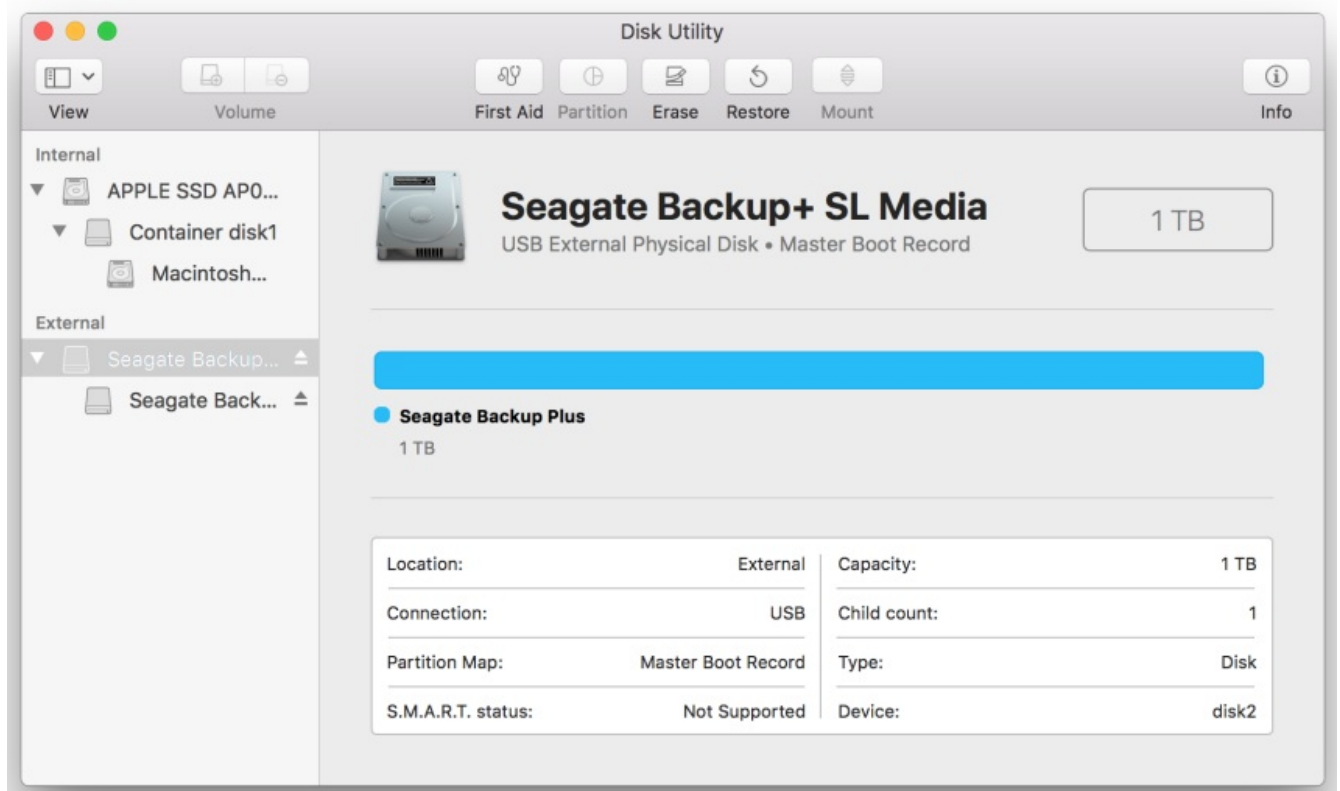 Disk Utility
View
Volume
First Aid
Partition
Erase
Restore
Mount
Info
Internal
APPLE SSD AP0...
Container disk1
Macintosh...
External
Seagate Backup...
Seagate Back...
Seagate Backup+ SL Media
USB External Physical Disk • Master Boot Record
1 TB
Seagate Backup Plus
1 TB
Location: External
Capacity: 1 TB
Connection: USB
Child count: 1
Partition Map: Master Boot Record
Type: Disk
S.M.A.R.T. status: Not Supported
Device: disk2